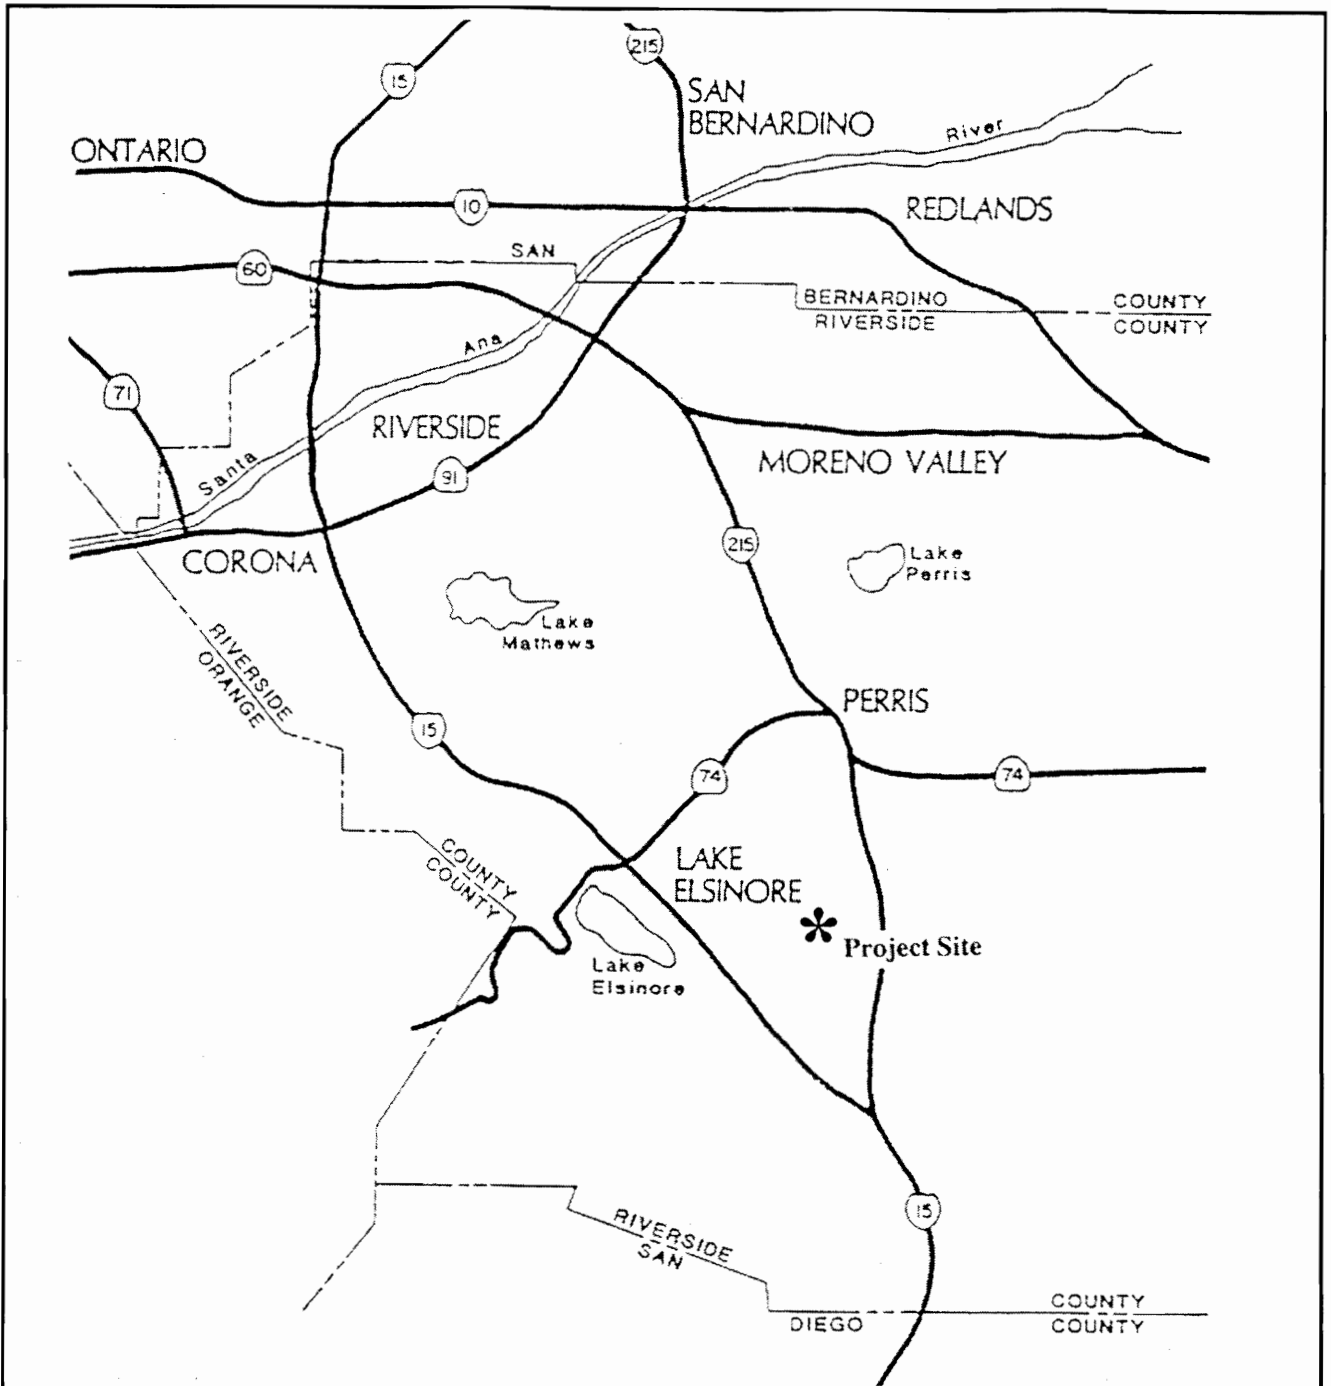 215
15
SAN
BERNARDINO
River
ONTARIO
10
REDLANDS
SAN
60
BERNARDINO
RIVERSIDE
COUNTY
COUNTY
Ana
71
RIVERSIDE
MORENO VALLEY
Santa
91
215
CORONA
Lake
Perris
Lake
Mathews
RIVERSIDE
ORANGE
PERRIS
15
74
74
COUNTY
COUNTY
LAKE
ELSINORE
Project Site
Lake
Elsinore
15
RIVERSIDE
SAN
COUNTY
DIEGO
COUNTY